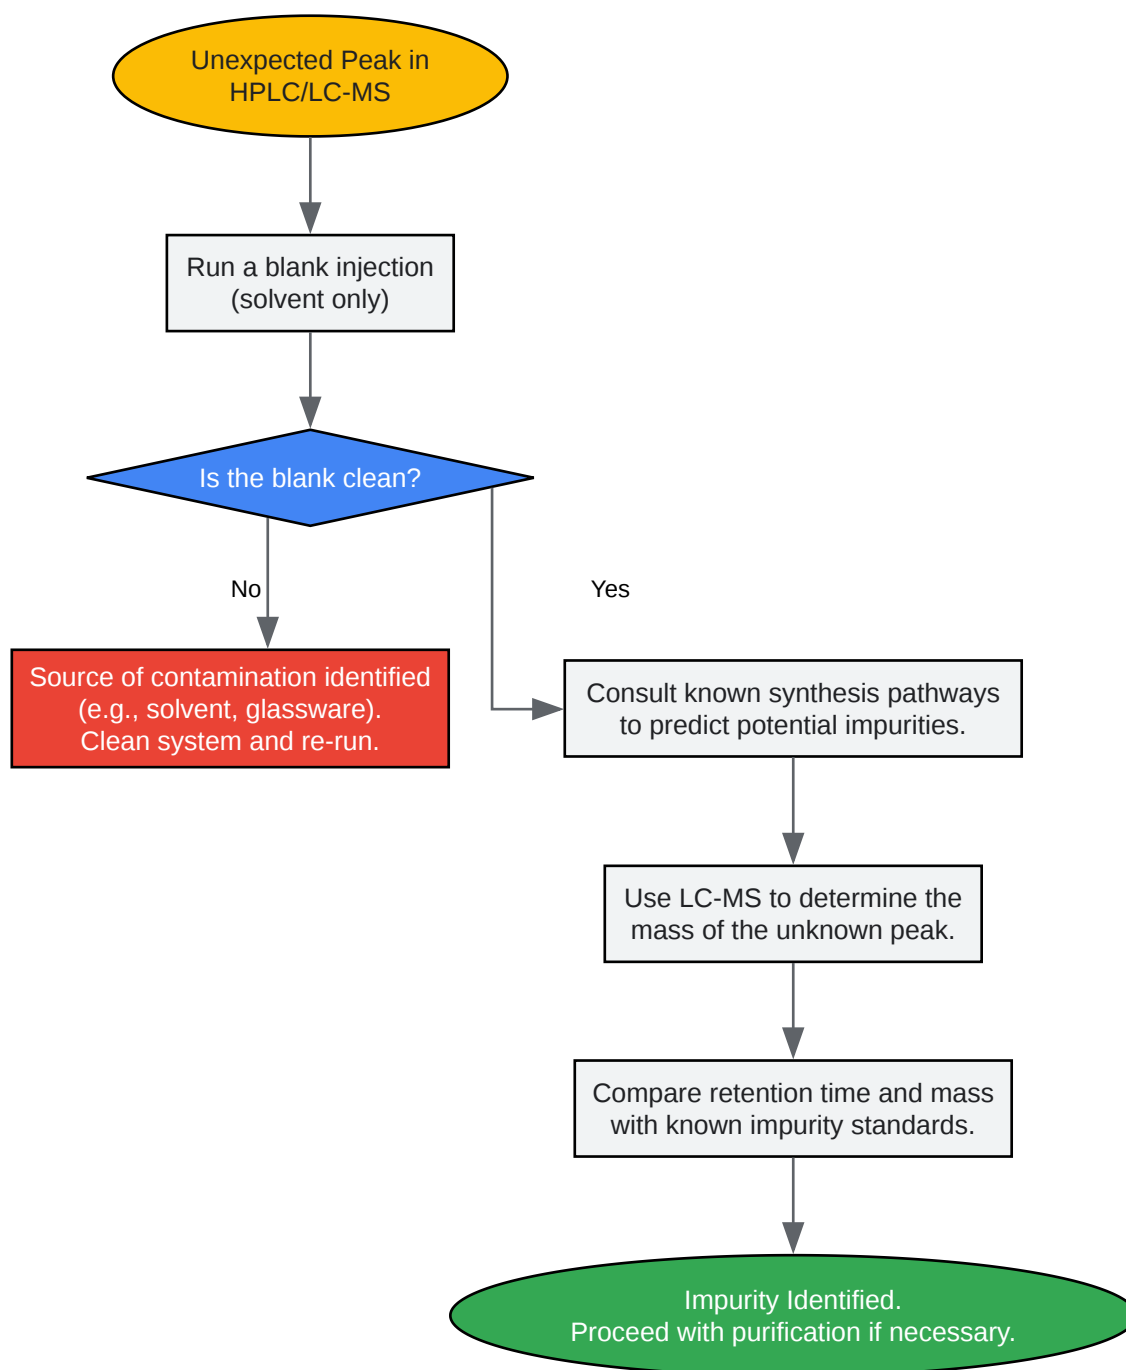 Unexpected Peak in
HPLC/LC-MS
Run a blank injection
(solvent only)
Is the blank clean?
No
Yes
Source of contamination identified
(e.g., solvent, glassware).
Clean system and re-run.
Consult known synthesis pathways
to predict potential impurities.
Use LC-MS to determine the
mass of the unknown peak.
Compare retention time and mass
with known impurity standards.
Impurity Identified.
Proceed with purification if necessary.